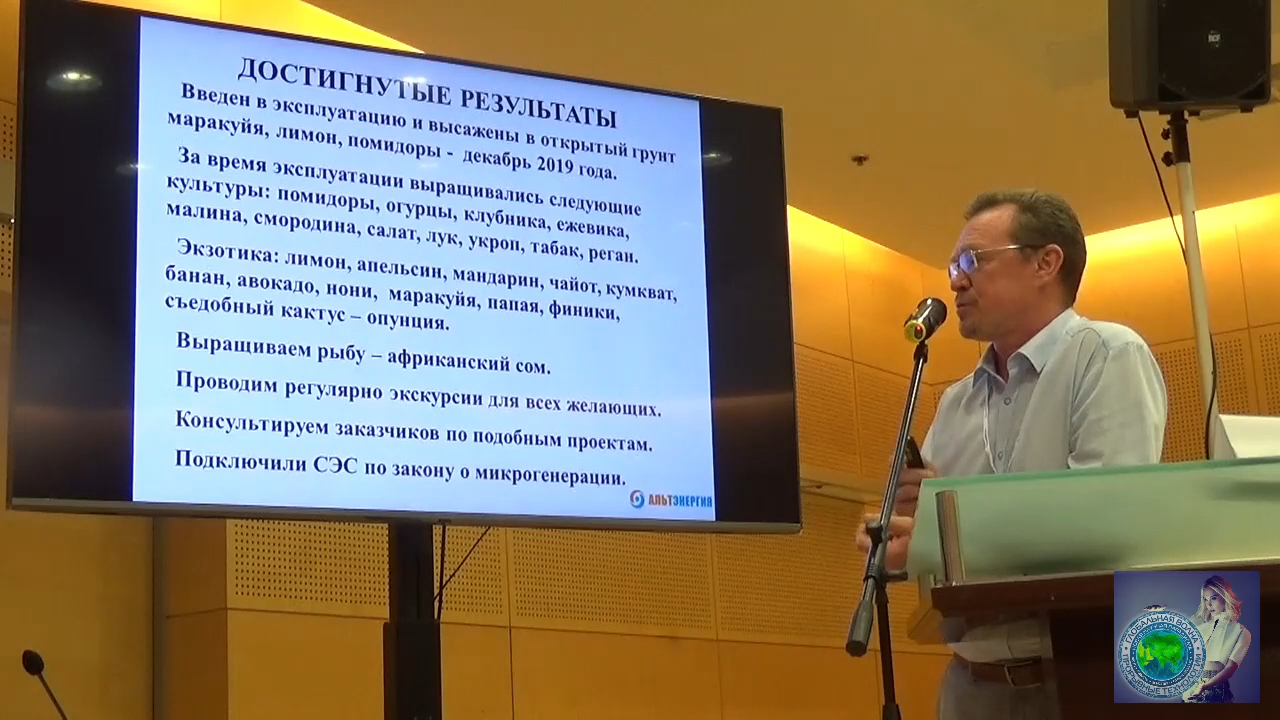 ДОСТИГНУТЫЕ РЕЗУЛЬТАТЫ
Введен в эксплуатацию и высажены в открытый грунт
маракуйя, лимон, помидоры - декабрь 2019 года.
За время эксплуатации выращивались следующие
культуры: помидоры, огурцы, клубника, ежевика,
малина, смородина, салат, лук, укроп, табак, реган.
Экзотика: лимон, апельсин, мандарин, чайот, кумкват,
банан, авокадо, нони, маракуйя, папая, финики,
съедобный кактус – опунция.
Выращиваем рыбу – африканский сом.
Проводим регулярно экскурсии для всех желающих.
Консультируем заказчиков по подобным проектам.
Подключили СЭС по закону о микрогенерации.
АЛЬТЭНЕРГИЯ
ГЛОБАЛЬНАЯ ВОЛНА